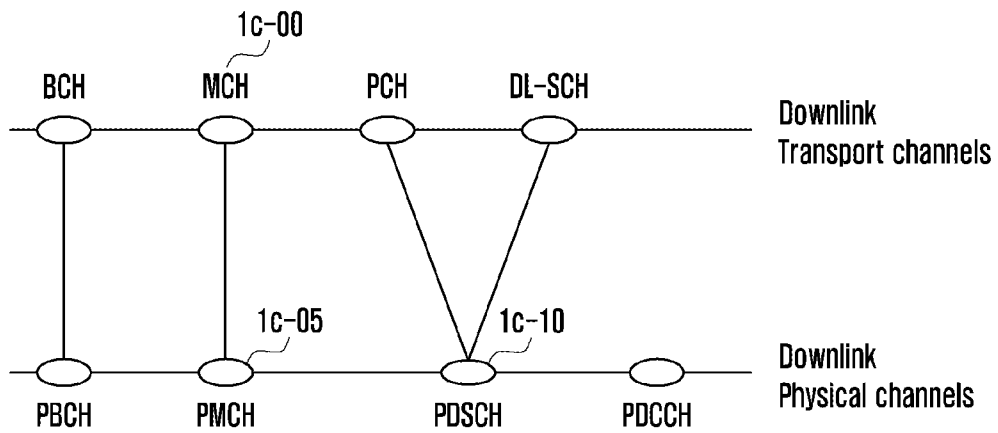 1c-00
BCH MCH PCH DL-SCH
Downlink
Transport channels
1c-05 1c-10
Downlink
Physical channels
PBCH PMCH PDSCH PDCCH